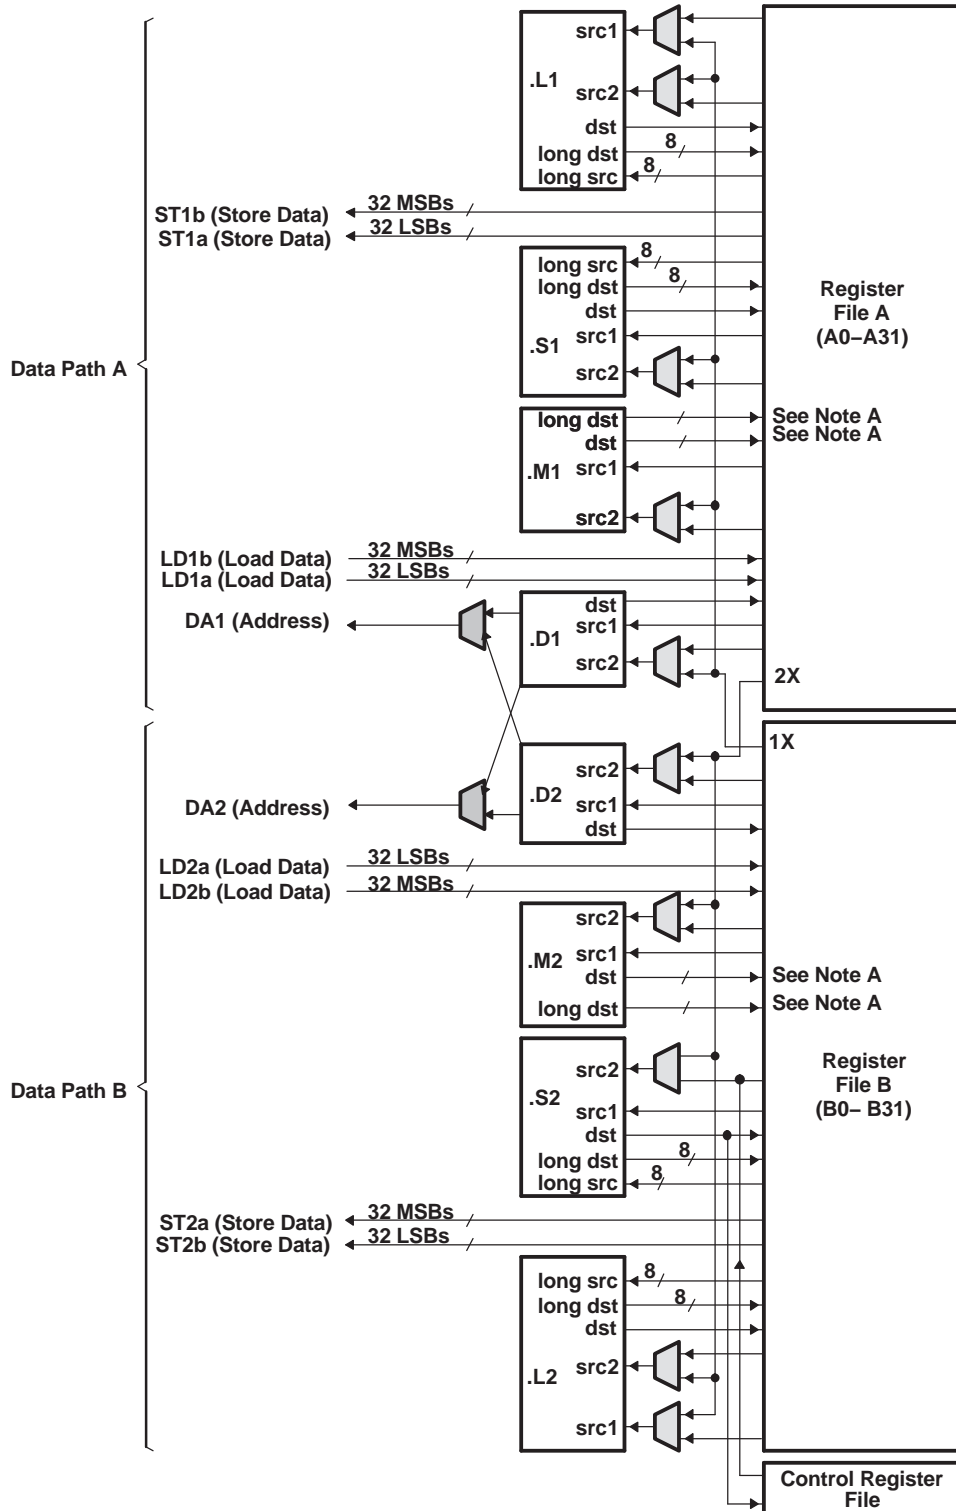 src1
.L1
src2
dst
8
long dst
8
long src
32 MSBs
ST1b (Store Data)
32 LSBs
ST1a (Store Data)
8
long src
8
long dst
dst
src1
.S1
src2
Register
File A
(A0–A31)
Data Path A
long dst
See Note A
dst
See Note A
.M1
src1
src2
32 MSBs
LD1b (Load Data)
32 LSBs
LD1a (Load Data)
dst
DA1 (Address)
src1
.D1
src2
2X
1X
src2
.D2
DA2 (Address)
src1
dst
32 LSBs
LD2a (Load Data)
32 MSBs
LD2b (Load Data)
src2
src1
.M2
dst
See Note A
long dst
See Note A
src2
Register
File B
(B0– B31)
Data Path B
.S2
src1
dst
8
long dst
8
long src
32 MSBs
ST2a (Store Data)
32 LSBs
ST2b (Store Data)
8
long src
8
long dst
dst
src2
.L2
src1
Control Register
File